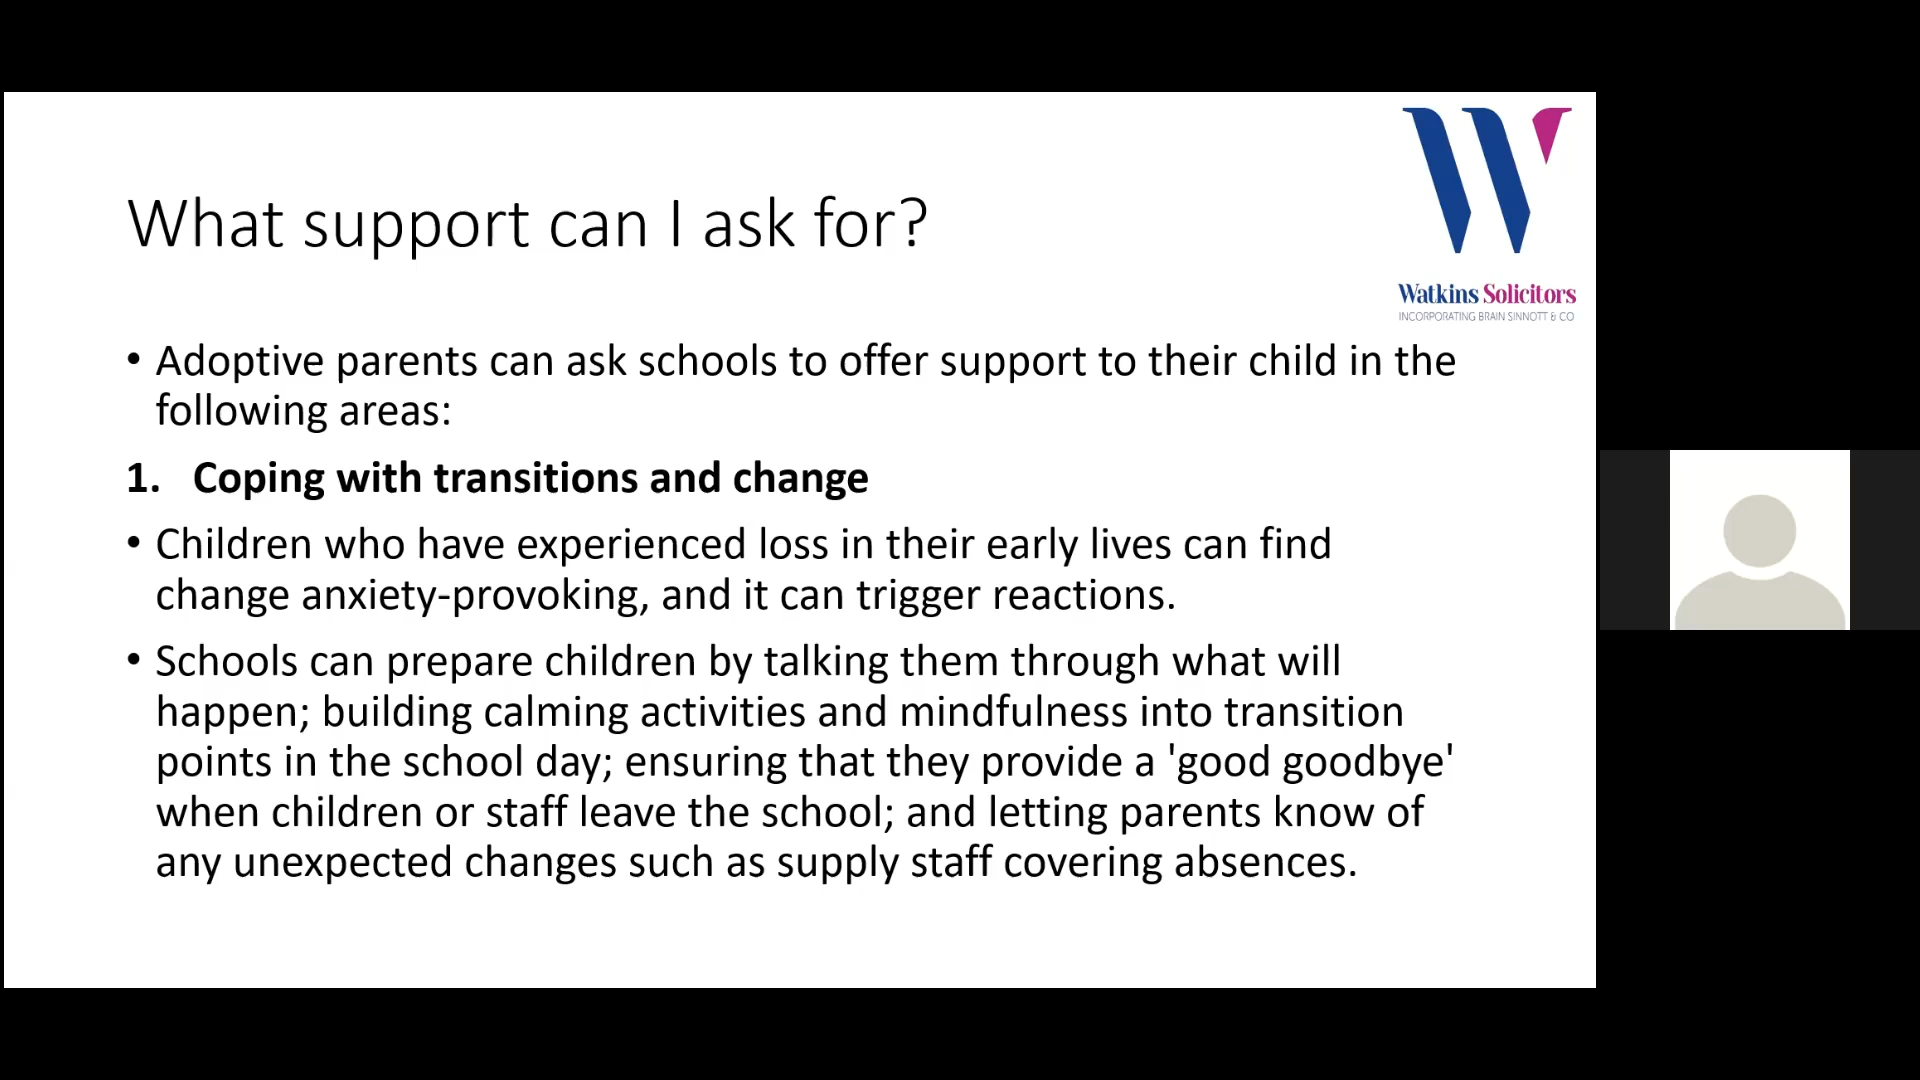 What support can I ask for?
Watkins Solicitors
INCORPORATING BRAIN SINNOTT & CO
• Adoptive parents can ask schools to offer support to their child in the
following areas:
1. Coping with transitions and change
• Children who have experienced loss in their early lives can find
change anxiety-provoking, and it can trigger reactions.
• Schools can prepare children by talking them through what will
happen; building calming activities and mindfulness into transition
points in the school day; ensuring that they provide a 'good goodbye'
when children or staff leave the school; and letting parents know of
any unexpected changes such as supply staff covering absences.